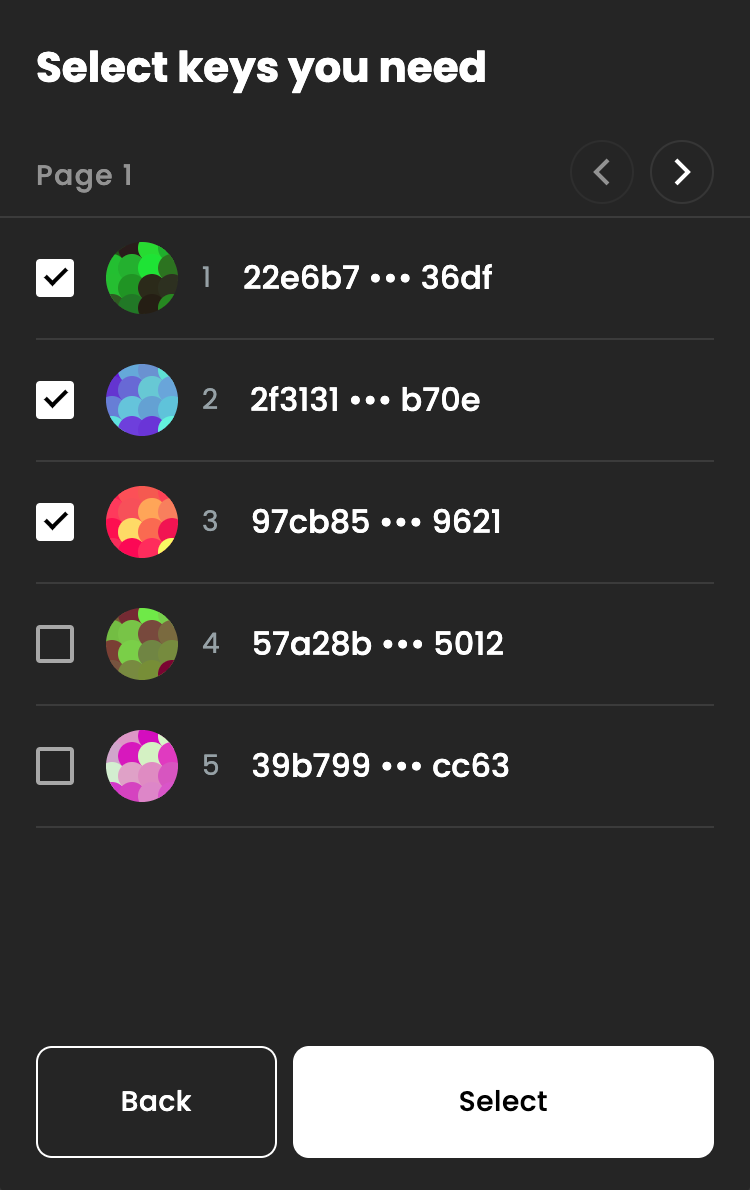 Select keys you need
Page 1
1 22e6b7 ••• 36df
2 2f3131 ••• b70e
3 97cb85 ••• 9621
4 57a28b ••• 5012
5 39b799 ••• cc63
Back Select